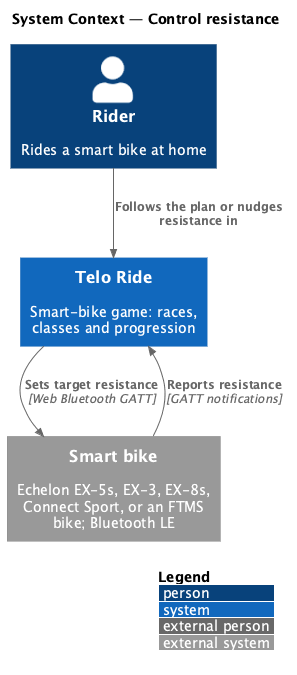 System Context — Control resistance
Rider
Rides a smart bike at home
Follows the plan or nudges
resistance in
Telo Ride
Smart-bike game: races,
classes and progression
Sets target resistance
[Web Bluetooth GATT]
Reports resistance
[GATT notifications]
Smart bike
Echelon EX-5s, EX-3, EX-8s,
Connect Sport, or an FTMS
bike; Bluetooth LE
Legend
person
system
external person
external system